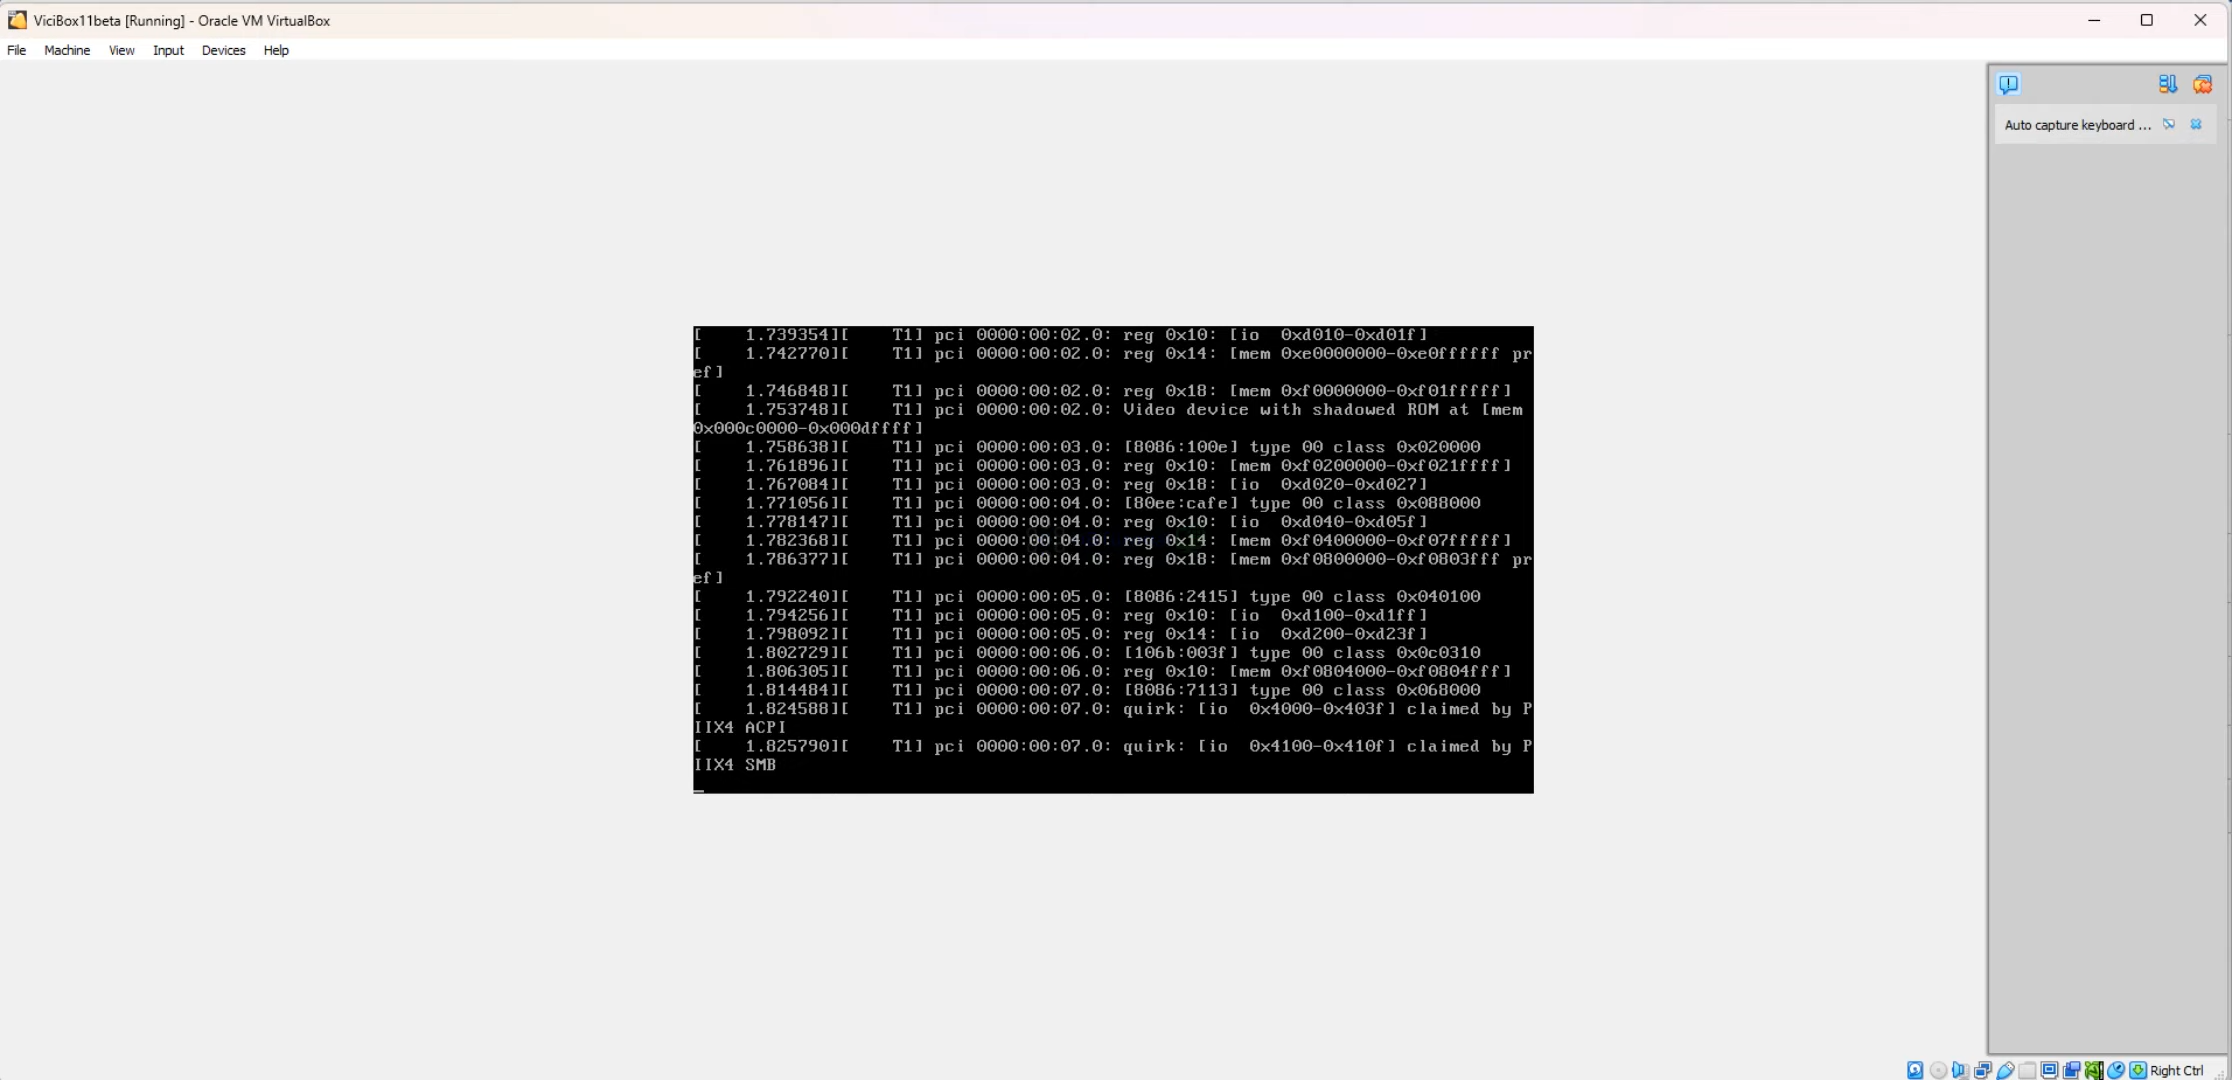 ViciBox11beta [Running] - Oracle VM VirtualBox
File Machine View Input Devices Help
Auto capture keyboard ...
[    1.739354][    T1] pci 0000:00:02.0: reg 0x10: [io  0xd010-0xd01f]
[    1.742770][    T1] pci 0000:00:02.0: reg 0x14: [mem 0xe0000000-0xe0ffffff pr
ef]
[    1.746848][    T1] pci 0000:00:02.0: reg 0x18: [mem 0xf0000000-0xf01fffff]
[    1.753748][    T1] pci 0000:00:02.0: Video device with shadowed ROM at [mem
0x000c0000-0x000dffff]
[    1.758638][    T1] pci 0000:00:03.0: [8086:100e] type 00 class 0x020000
[    1.761896][    T1] pci 0000:00:03.0: reg 0x10: [mem 0xf0200000-0xf021ffff]
[    1.767084][    T1] pci 0000:00:03.0: reg 0x18: [io  0xd020-0xd027]
[    1.771056][    T1] pci 0000:00:04.0: [80ee:cafe] type 00 class 0x088000
[    1.778147][    T1] pci 0000:00:04.0: reg 0x10: [io  0xd040-0xd05f]
[    1.782368][    T1] pci 0000:00:04.0: reg 0x14: [mem 0xf0400000-0xf07fffff]
[    1.786377][    T1] pci 0000:00:04.0: reg 0x18: [mem 0xf0800000-0xf0803fff pr
ef]
[    1.792240][    T1] pci 0000:00:05.0: [8086:2415] type 00 class 0x040100
[    1.794256][    T1] pci 0000:00:05.0: reg 0x10: [io  0xd100-0xd1ff]
[    1.798092][    T1] pci 0000:00:05.0: reg 0x14: [io  0xd200-0xd23f]
[    1.802729][    T1] pci 0000:00:06.0: [106b:003f] type 00 class 0x0c0310
[    1.806305][    T1] pci 0000:00:06.0: reg 0x10: [mem 0xf0804000-0xf0804fff]
[    1.814484][    T1] pci 0000:00:07.0: [8086:7113] type 00 class 0x068000
[    1.824588][    T1] pci 0000:00:07.0: quirk: [io  0x4000-0x403f] claimed by P
IIX4 ACPI
[    1.825790][    T1] pci 0000:00:07.0: quirk: [io  0x4100-0x410f] claimed by P
IIX4 SMB
Right Ctrl